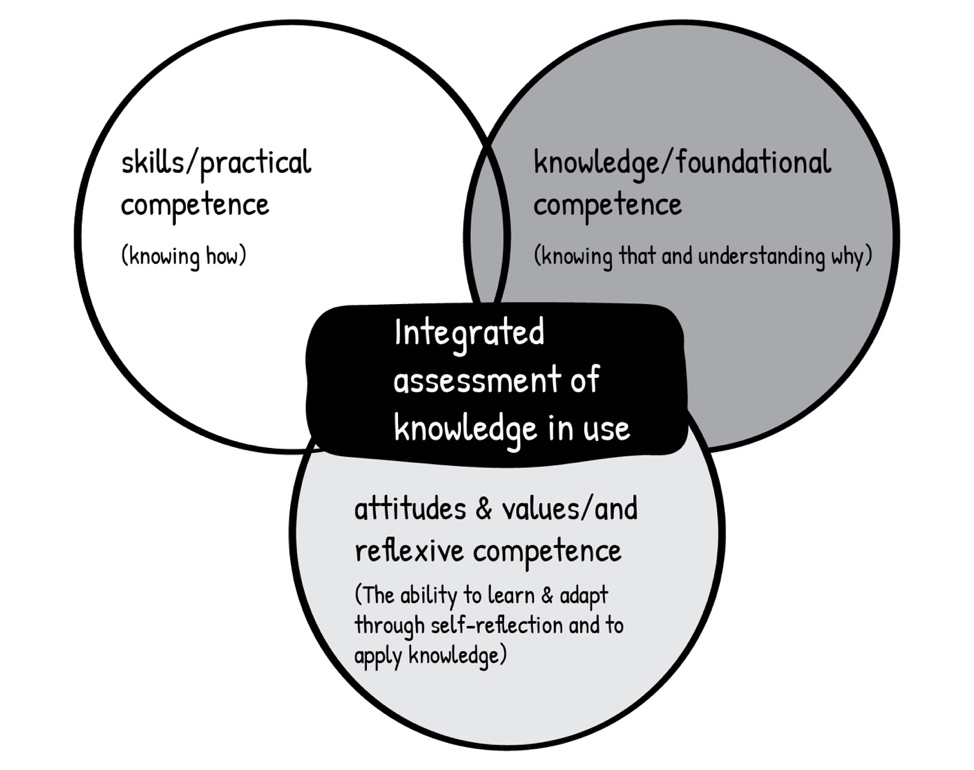 skills/practical
competence
(knowing how)
knowledge/foundational
competence
(knowing that and understanding why)
Integrated
assessment of
knowledge in use
attitudes & values/and
reflexive competence
(The ability to learn & adapt
through self-reflection and to
apply knowledge)